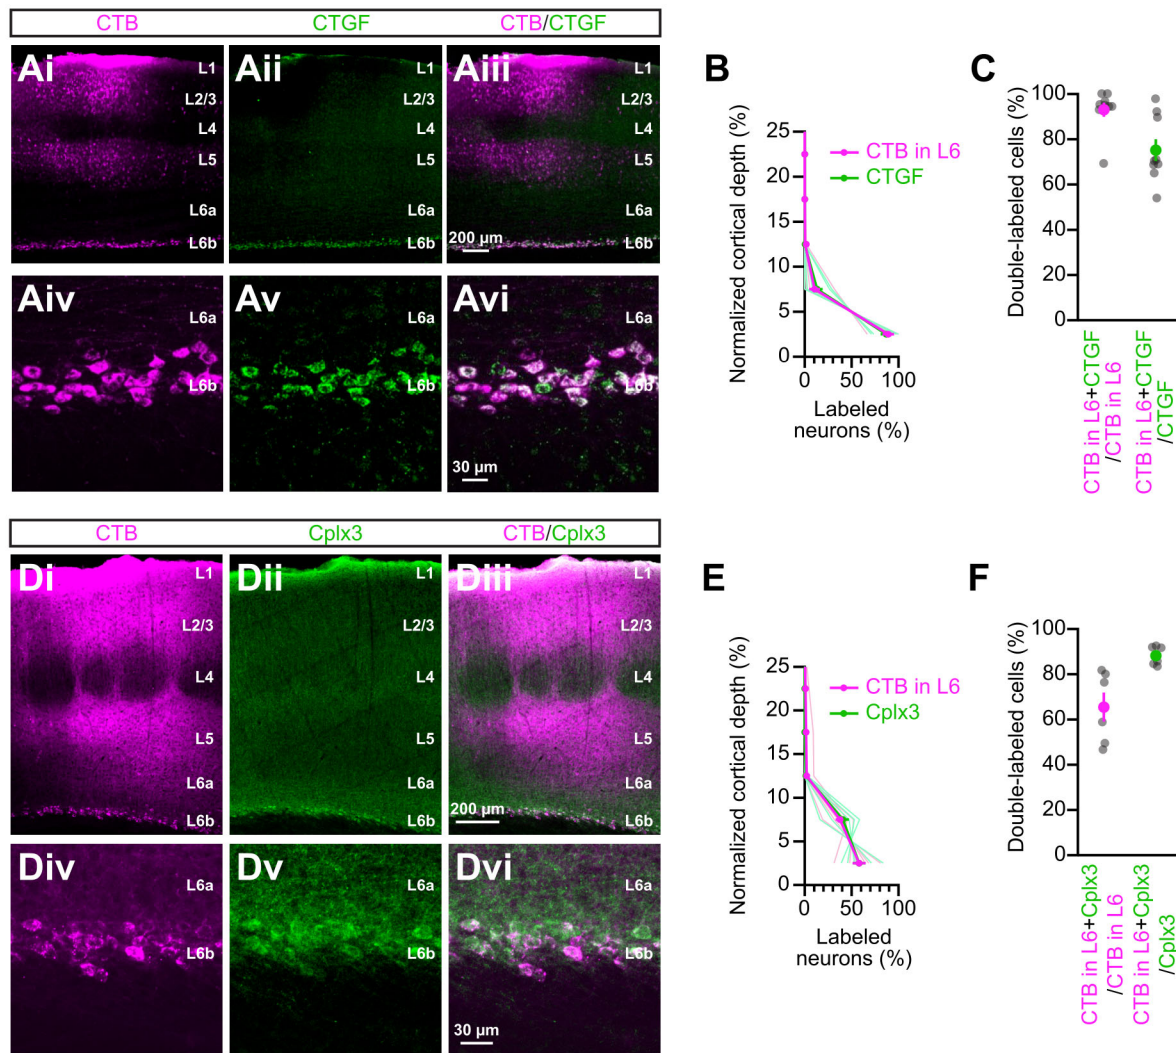 CTB CTGF CTB/CTGF
Ai Aii Aiii
L1 L1 L1
L2/3 L2/3 L2/3
L4 L4 L4
L5 L5 L5
L6a L6a L6a
L6b L6b L6b
200 µm
Aiv Av Avi
L6a L6a L6a
L6b L6b L6b
30 µm
B
Normalized cortical depth (%)
25
20
15
10
5
0
0 50 100
Labeled
neurons (%)
CTB in L6
CTGF
C
Double-labeled cells (%)
100
80
60
40
20
0
CTB in L6+CTGF
/CTB in L6
CTB in L6+CTGF
/CTGF
CTB Cplx3 CTB/Cplx3
Di Dii Diii
L1 L1 L1
L2/3 L2/3 L2/3
L4 L4 L4
L5 L5 L5
L6a L6a L6a
L6b L6b L6b
200 µm
Div Dv Dvi
L6a L6a L6a
L6b L6b L6b
30 µm
E
Normalized cortical depth (%)
25
20
15
10
5
0
0 50 100
Labeled
neurons (%)
CTB in L6
Cplx3
F
Double-labeled cells (%)
100
80
60
40
20
0
CTB in L6+Cplx3
/CTB in L6
CTB in L6+Cplx3
/Cplx3